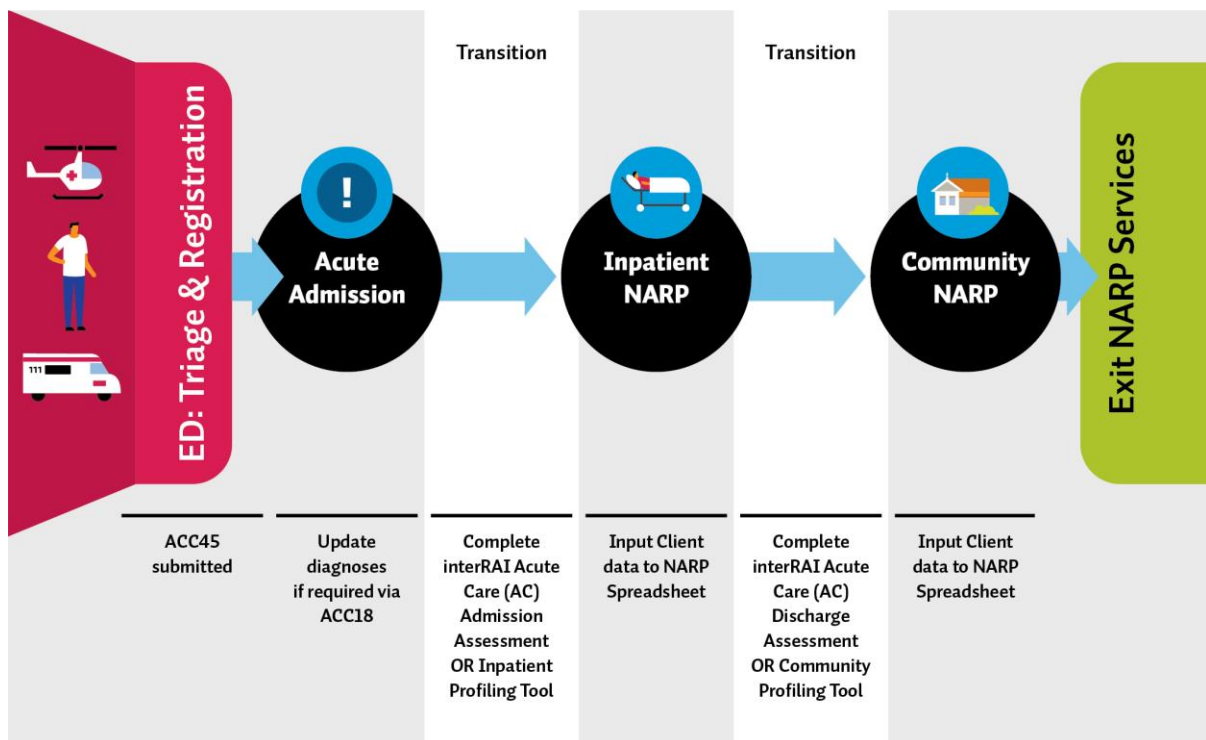 Transition
Transition
ED: Triage & Registration
111
!
Acute
Admission
Inpatient
NARP
Community
NARP
Exit NARP Services
ACC45
submitted
Update
diagnoses
if required via
ACC18
Complete
interRAI Acute
Care (AC)
Admission
Assessment
OR Inpatient
Profiling Tool
Input Client
data to NARP
Spreadsheet
Complete
interRAI Acute
Care (AC)
Discharge
Assessment
OR Community
Profiling Tool
Input Client
data to NARP
Spreadsheet